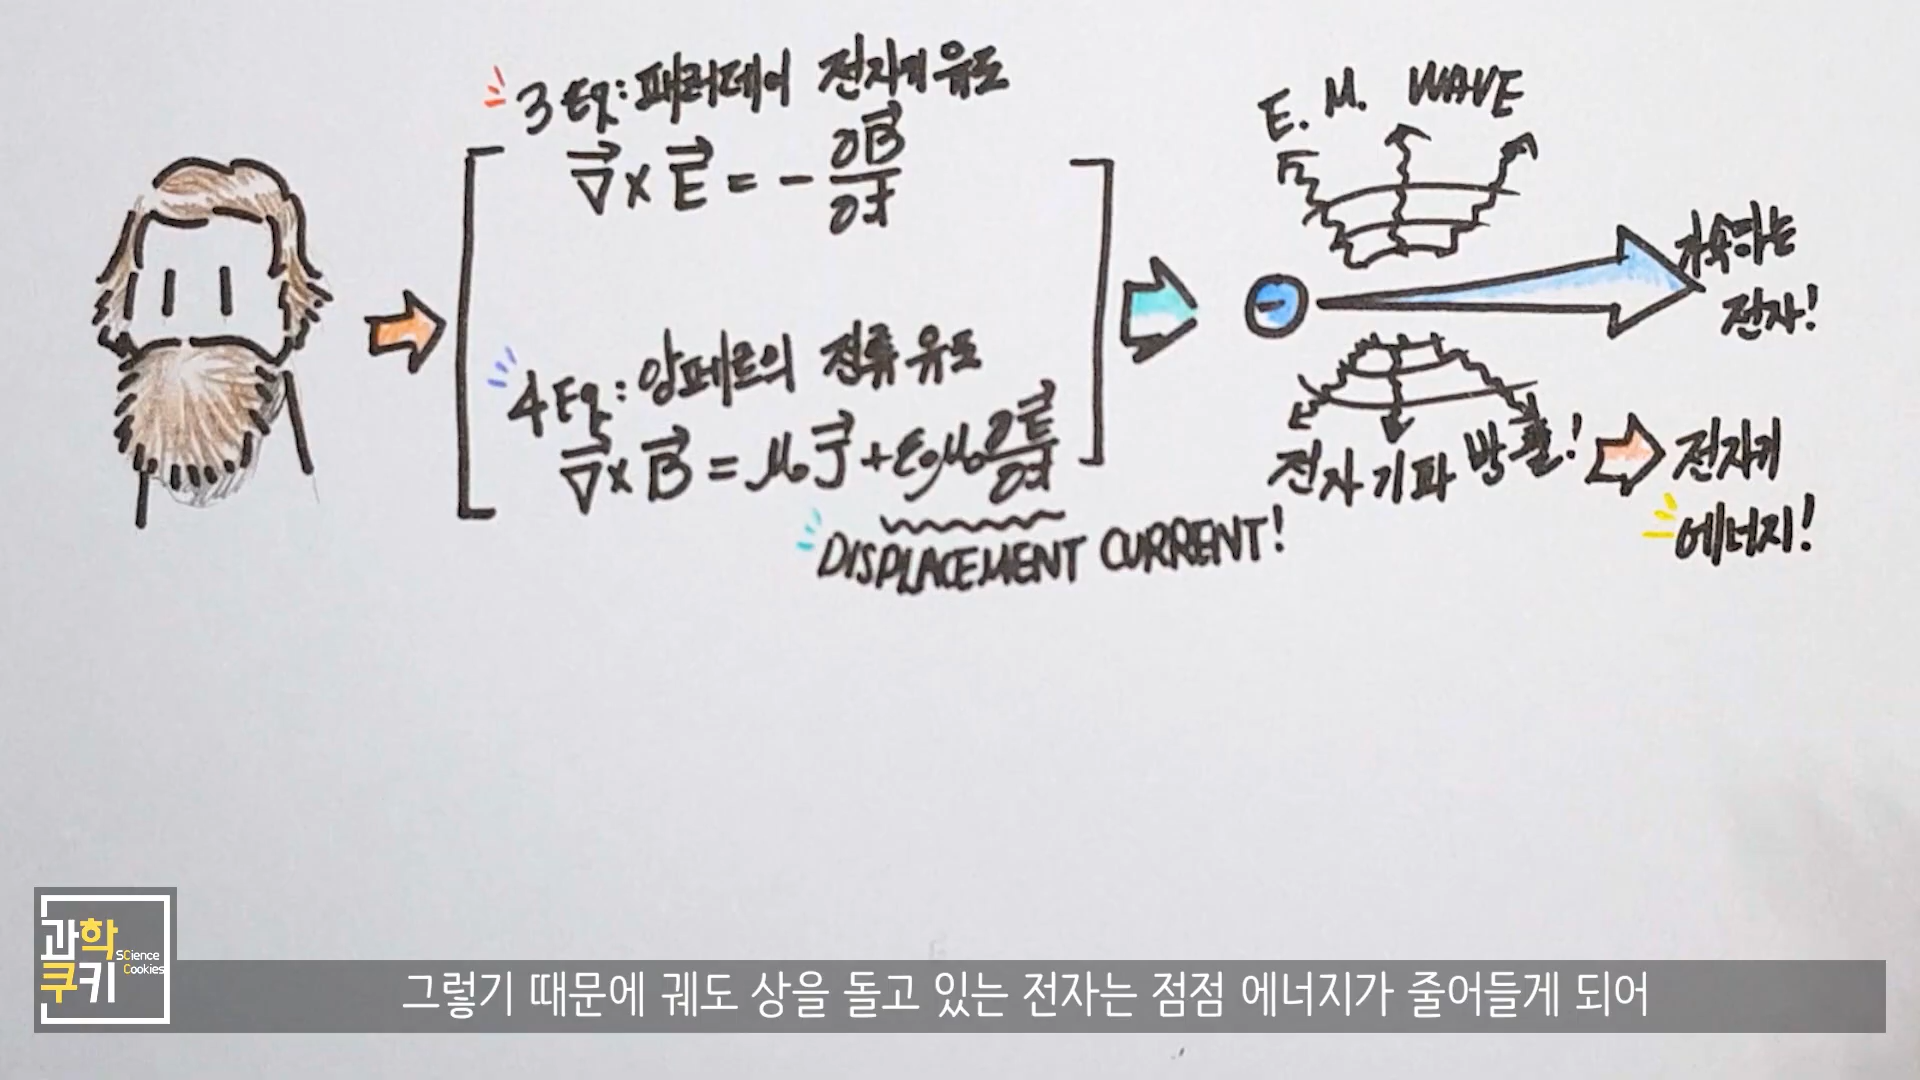 3 Eq: 패러데이 전자기 유도
∇⃗ × E⃗ = - ∂B⃗/∂t
4 Eq: 앙페르의 전류 유도
∇⃗ × B⃗ = μ₀ J⃗ + ε₀μ₀ ∂E⃗/∂t
DISPLACEMENT CURRENT!
E. M. WAVE
-
가속하는
전자!
전자기파 방출!
전자기
에너지!
과학
쿠키
SCience
Cookies
그렇기 때문에 궤도 상을 돌고 있는 전자는 점점 에너지가 줄어들게 되어